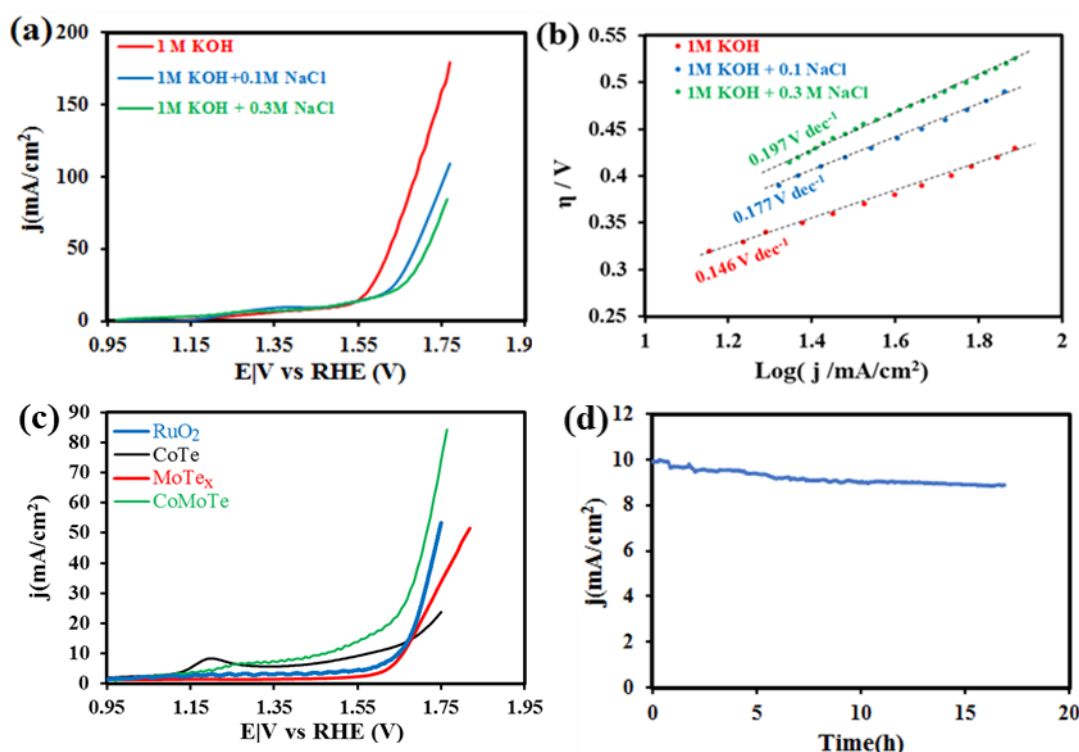 (a)
200
150
100
50
0
0.95 1.15 1.35 1.55 1.75 1.9
j(mA/cm²)
E|V vs RHE (V)
1 M KOH
1M KOH+0.1M NaCl
1M KOH + 0.3M NaCl
(b)
0.55
0.5
0.45
0.4
0.35
0.3
0.25
1 1.2 1.4 1.6 1.8 2
η / V
Log( j /mA/cm²)
1M KOH
1M KOH + 0.1 NaCl
1M KOH + 0.3 M NaCl
0.197 V dec⁻¹
0.177 V dec⁻¹
0.146 V dec⁻¹
(c)
90
80
70
60
50
40
30
20
10
0
0.95 1.15 1.35 1.55 1.75 1.95
j(mA/cm²)
E|V vs RHE (V)
RuO₂
CoTe
MoTeₓ
CoMoTe
(d)
12
10
8
6
4
2
0
0 5 10 15 20
j(mA/cm²)
Time(h)